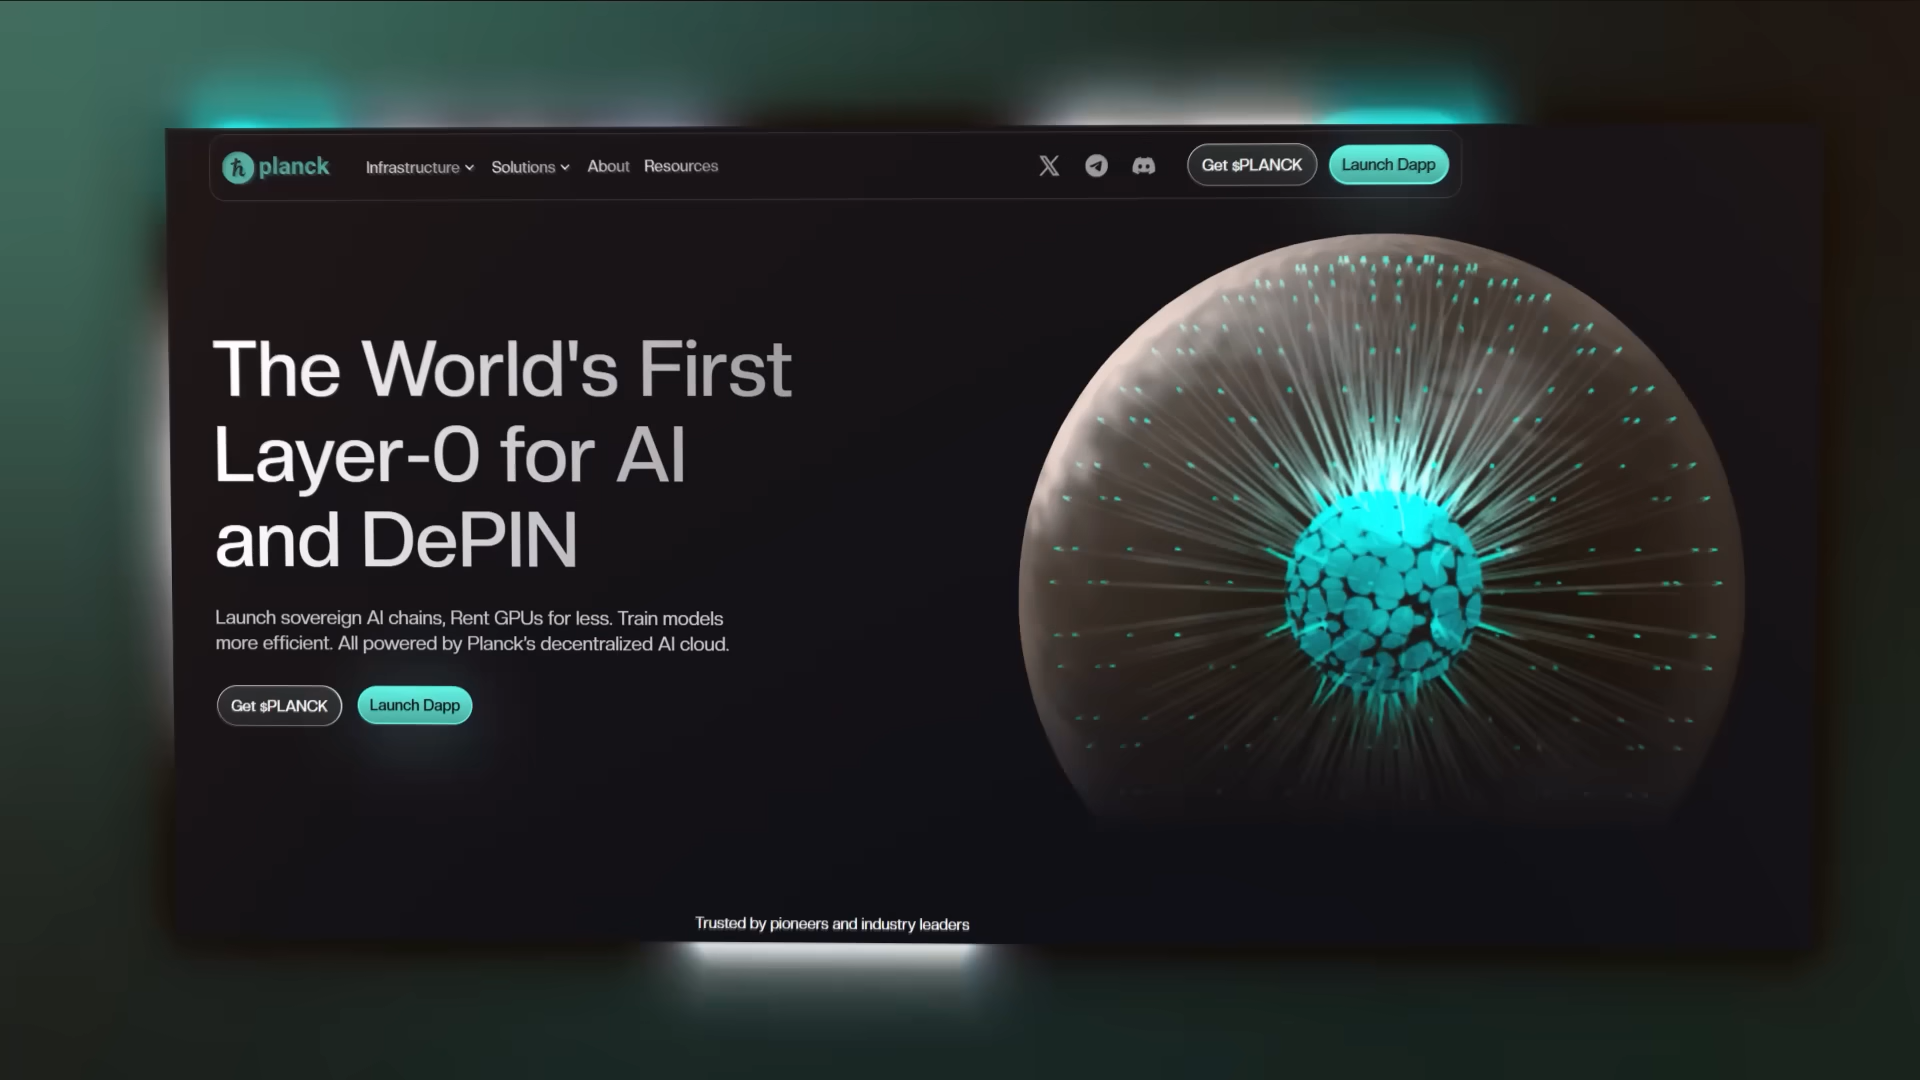 planck
Infrastructure
Solutions
About
Resources
Get $PLANCK
Launch Dapp
The World's First
Layer-0 for AI
and DePIN
Launch sovereign AI chains, Rent GPUs for less. Train models
more efficient. All powered by Planck's decentralized AI cloud.
Get $PLANCK
Launch Dapp
Trusted by pioneers and industry leaders